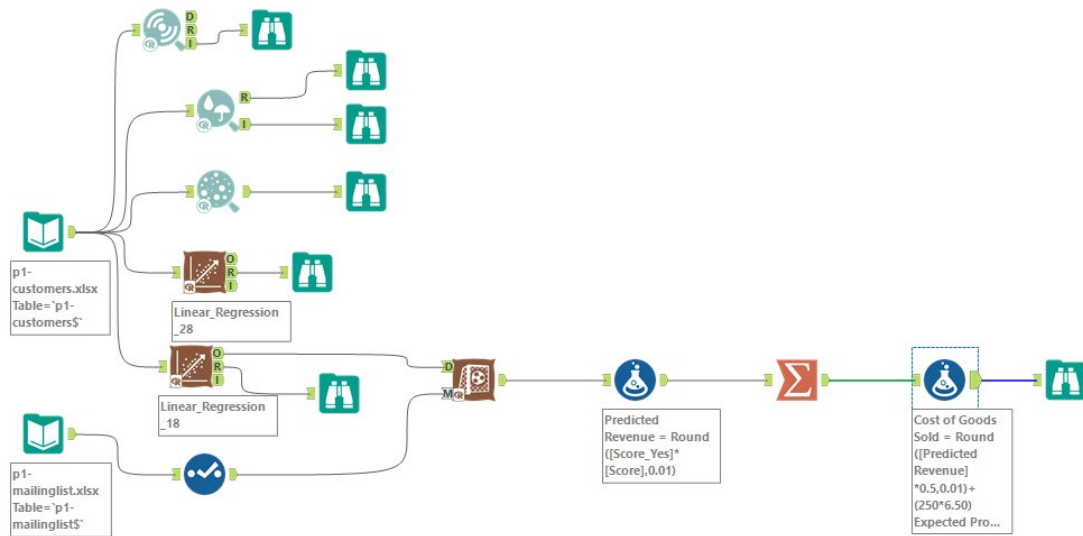 D
R
I
R
I
p1-
customers.xlsx
Table=`p1-
customers$`
O
R
I
Linear_Regression
_28
O
R
I
Linear_Regression
_18
D
M
Predicted
Revenue = Round
([Score_Yes]*
[Score],0.01)
Cost of Goods
Sold = Round
([Predicted
Revenue]
*0.5,0.01)+
(250*6.50)
Expected Pro...
p1-
mailinglist.xlsx
Table=`p1-
mailinglist$`